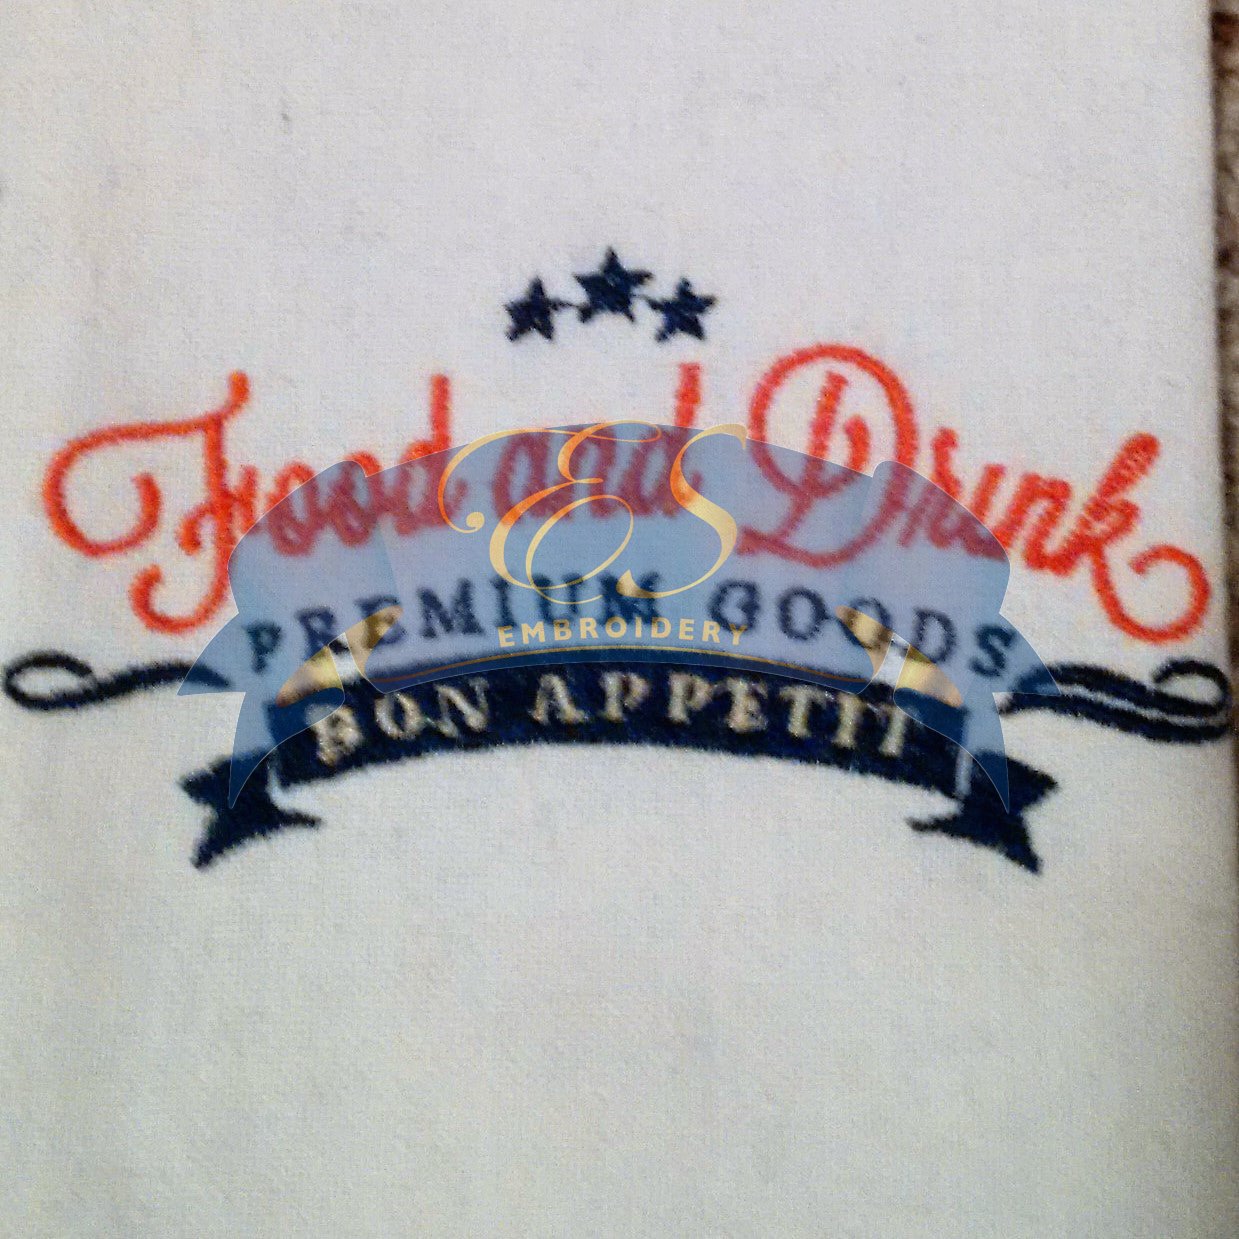 Food and Drink
ES
PREMIUM GOODS
EMBROIDERY
BON APPETIT